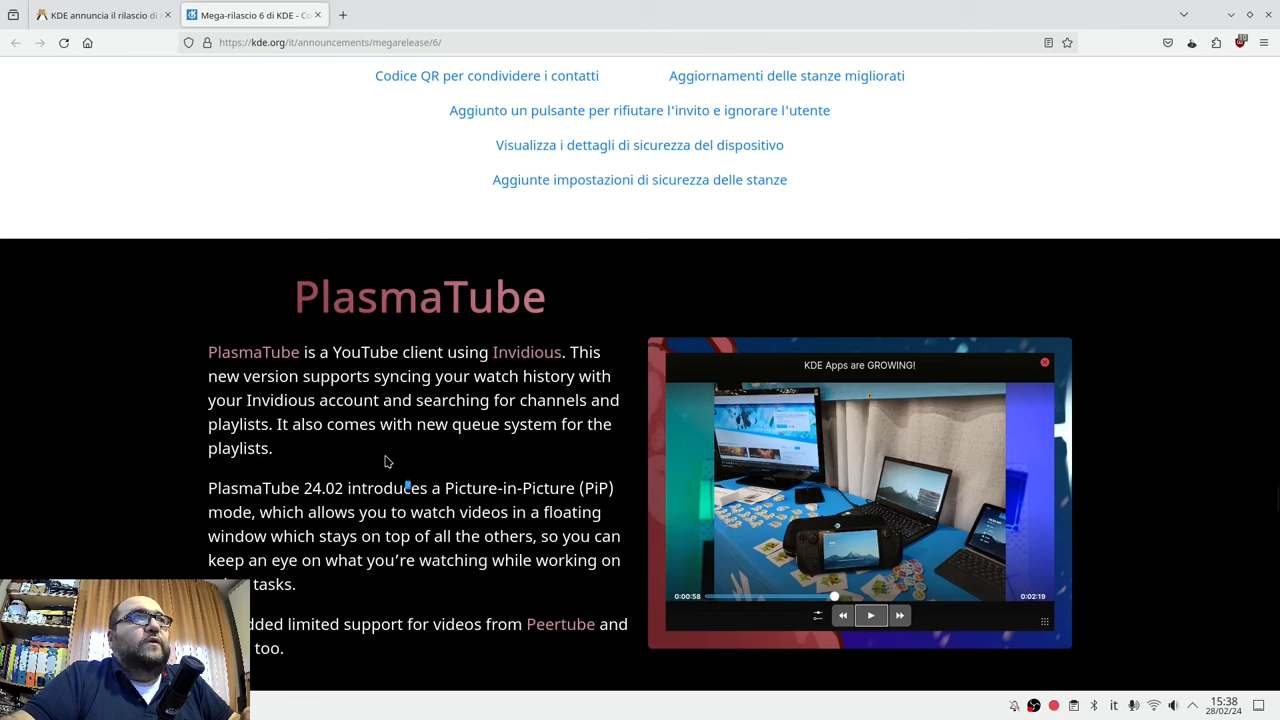 KDE annuncia il rilascio di
Mega-rilascio 6 di KDE - Co
https://kde.org/it/announcements/megarelease/6/
Codice QR per condividere i contatti
Aggiornamenti delle stanze migliorati
Aggiunto un pulsante per rifiutare l'invito e ignorare l'utente
Visualizza i dettagli di sicurezza del dispositivo
Aggiunte impostazioni di sicurezza delle stanze
PlasmaTube
PlasmaTube is a YouTube client using Invidious. This
new version supports syncing your watch history with
your Invidious account and searching for channels and
playlists. It also comes with new queue system for the
playlists.
PlasmaTube 24.02 introduces a Picture-in-Picture (PiP)
mode, which allows you to watch videos in a floating
window which stays on top of all the others, so you can
keep an eye on what you're watching while working on
tasks.
dded limited support for videos from Peertube and
too.
KDE Apps are GROWING!
0:00:58
0:02:19
it
15:38
28/02/24